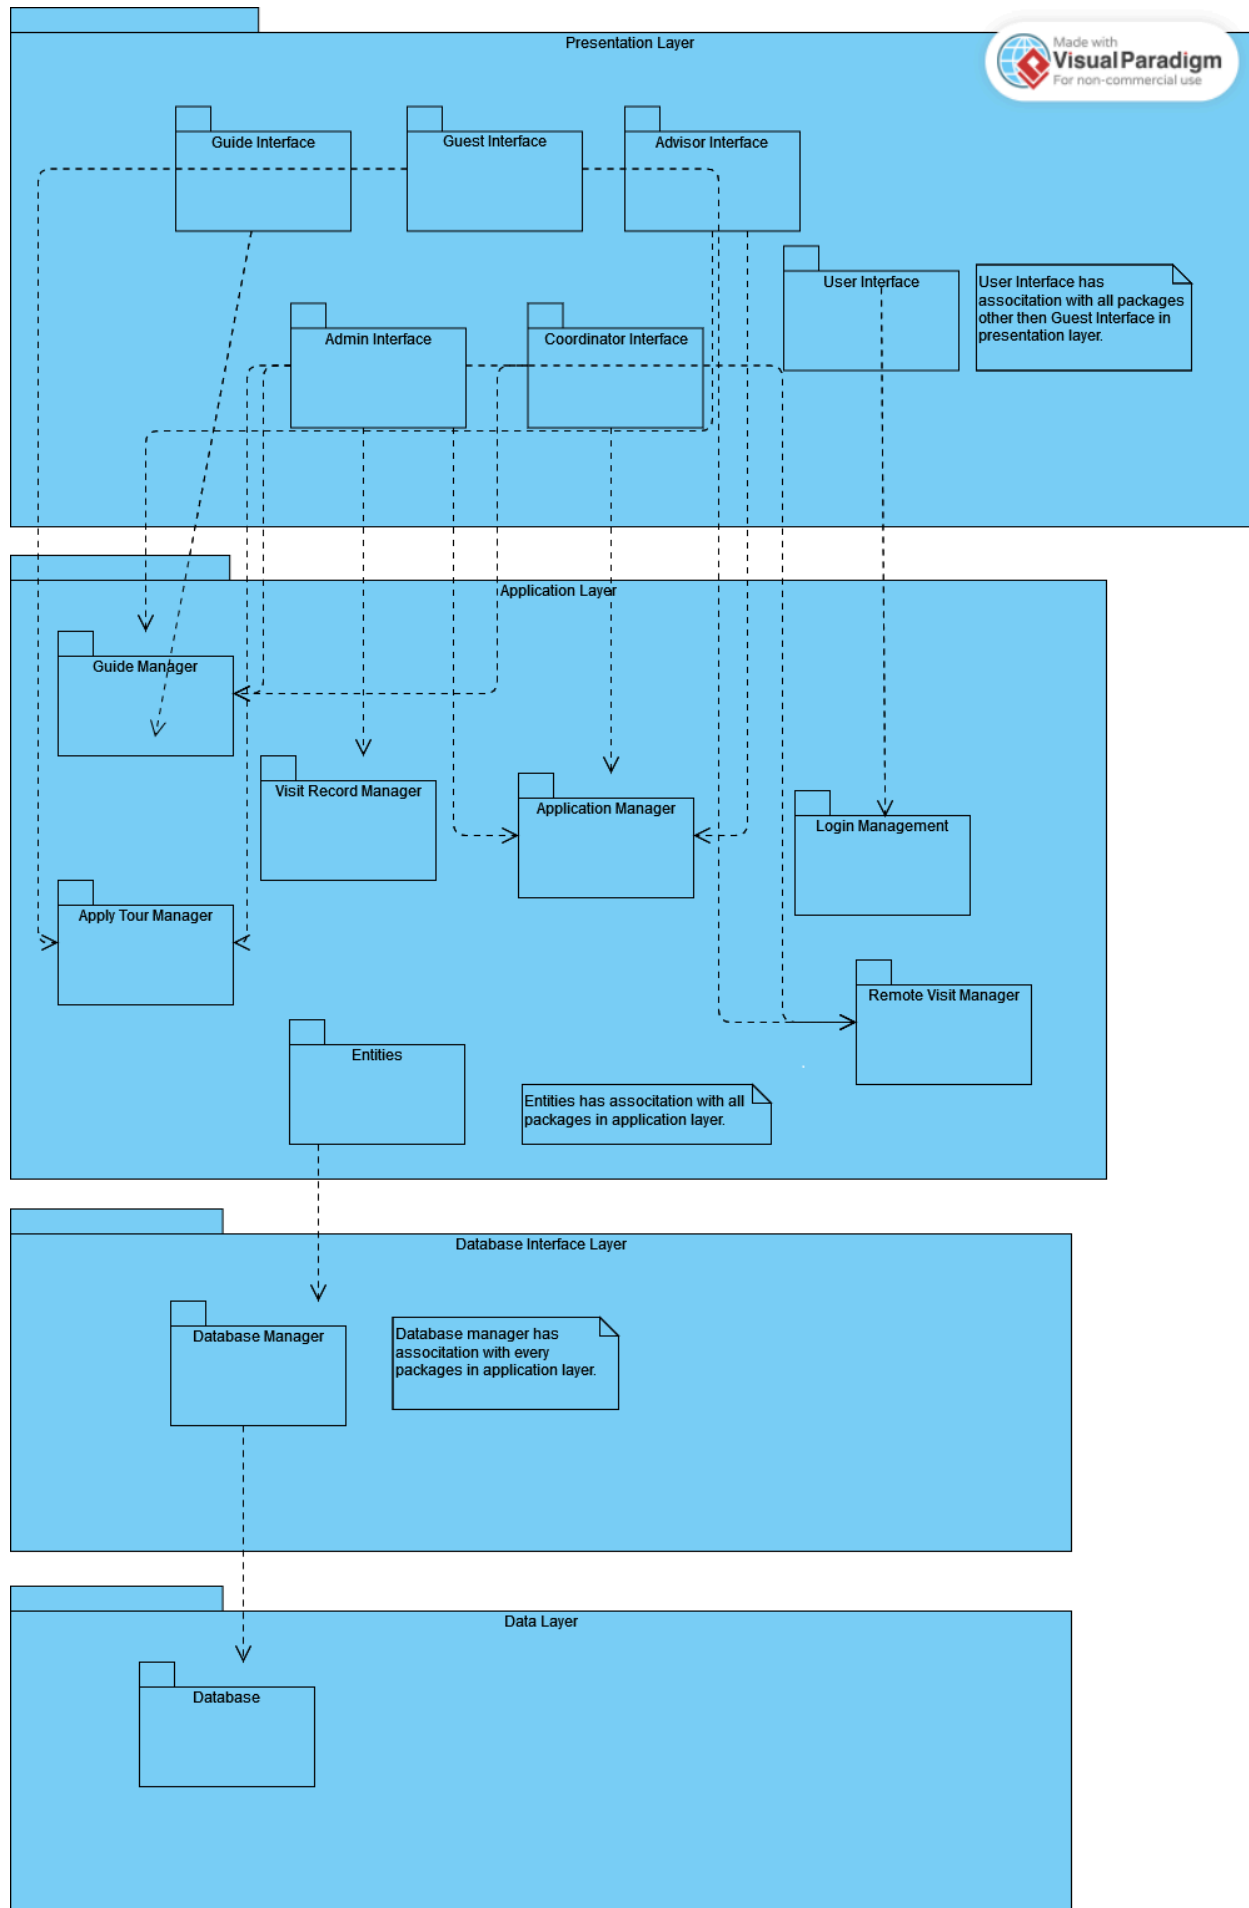 Presentation Layer
Made with
Visual Paradigm
For non-commercial use
Guide Interface
Guest Interface
Advisor Interface
User Interface
User Interface has
associtation with all packages
other then Guest Interface in
presentation layer.
Admin Interface
Coordinator Interface
Application Layer
Guide Manager
Visit Record Manager
Application Manager
Login Management
Apply Tour Manager
Remote Visit Manager
Entities
Entities has associtation with all
packages in application layer.
Database Interface Layer
Database Manager
Database manager has
associtation with every
packages in application layer.
Data Layer
Database